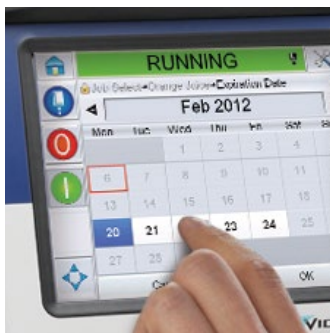 RUNNING
Job Select▸Orange Juice▸Expiration Date
Feb 2012
Mon Tue Wed Thu Fri Sat
1 2 3 4
6 7 8 9 10 11
13 14 15 16 17 18
20 21 23 24 25
27 28
OK